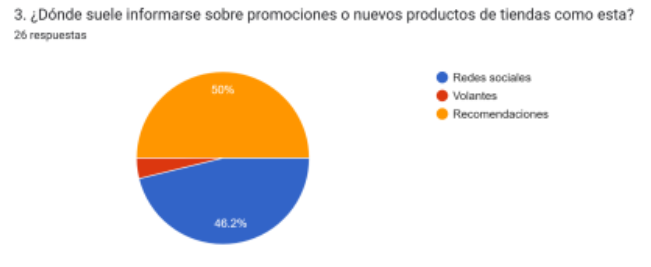 3. ¿Dónde suele informarse sobre promociones o nuevos productos de tiendas como esta?
26 respuestas
50%
46.2%
Redes sociales
Volantes
Recomendaciones